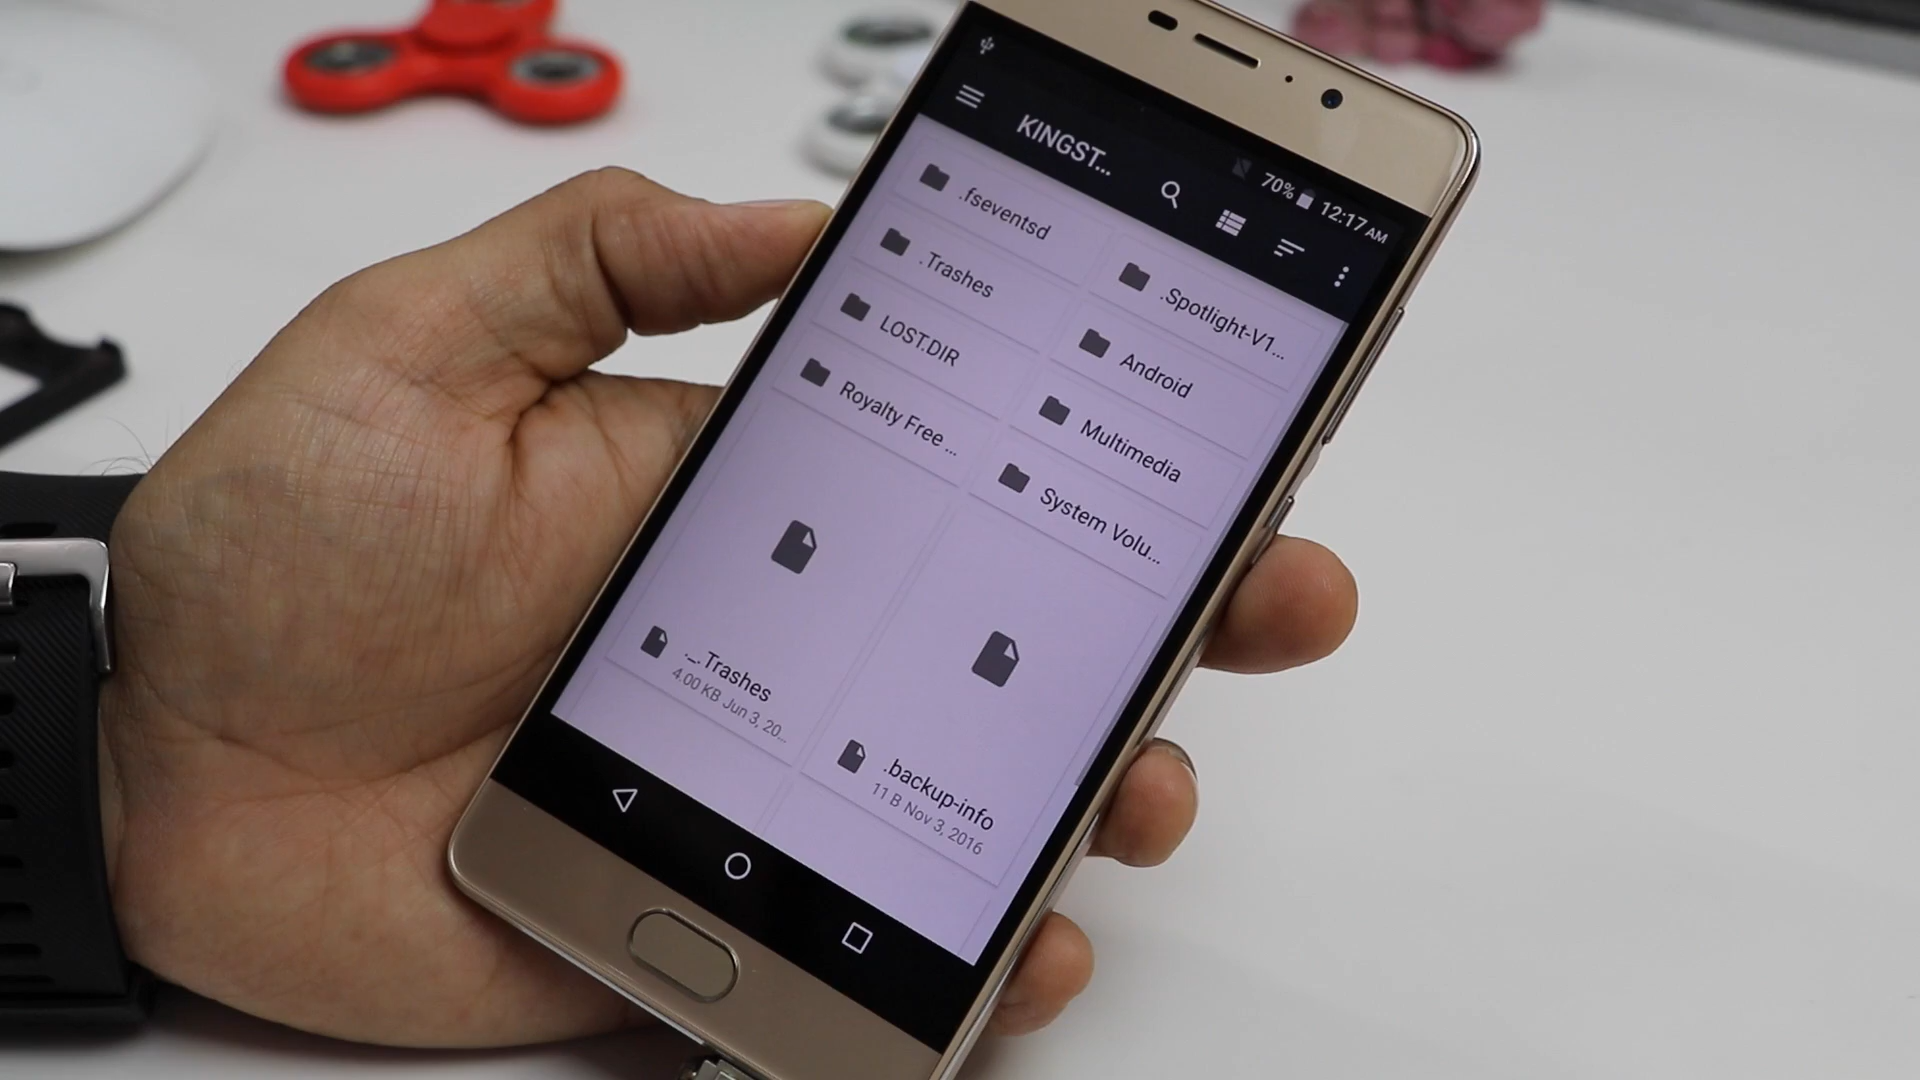 70% 12:17 AM
KINGST...
.fseventsd
.Spotlight-V1...
.Trashes
Android
LOST.DIR
Multimedia
Royalty Free ...
System Volu...
._.Trashes
4.00 KB Jun 3, 20...
.backup-info
11 B Nov 3, 2016